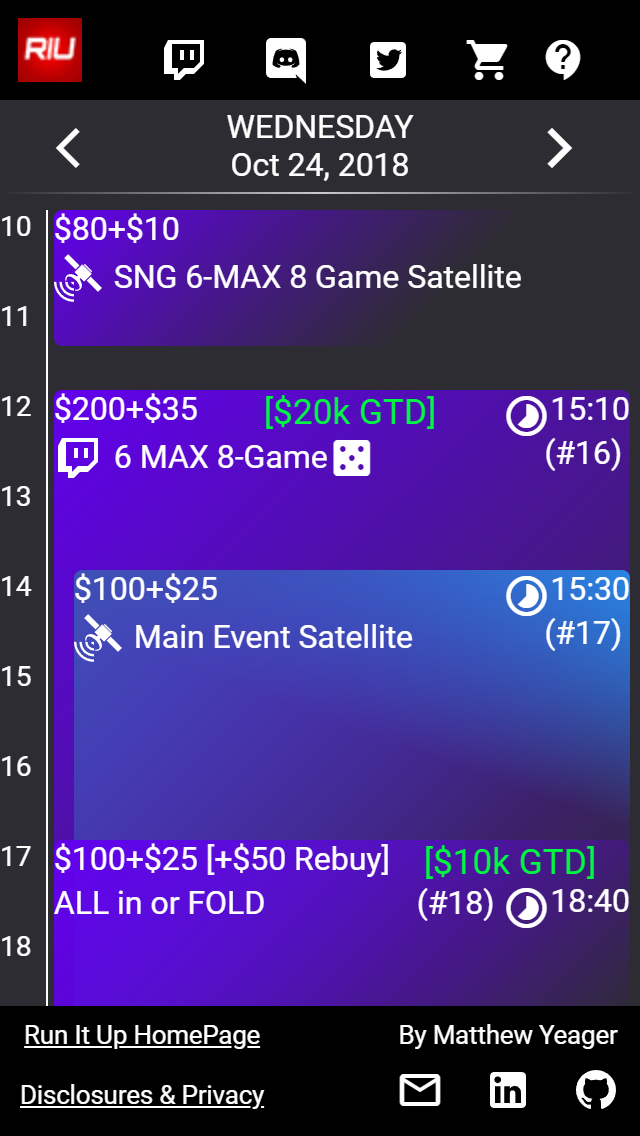 RIU
WEDNESDAY
Oct 24, 2018
10
$80+$10
SNG 6-MAX 8 Game Satellite
11
12
$200+$35 [$20k GTD] 15:10
6 MAX 8-Game (#16)
13
14
$100+$25 15:30
Main Event Satellite (#17)
15
16
17
$100+$25 [+$50 Rebuy] [$10k GTD]
ALL in or FOLD (#18) 18:40
18
Run It Up HomePage By Matthew Yeager
Disclosures & Privacy in